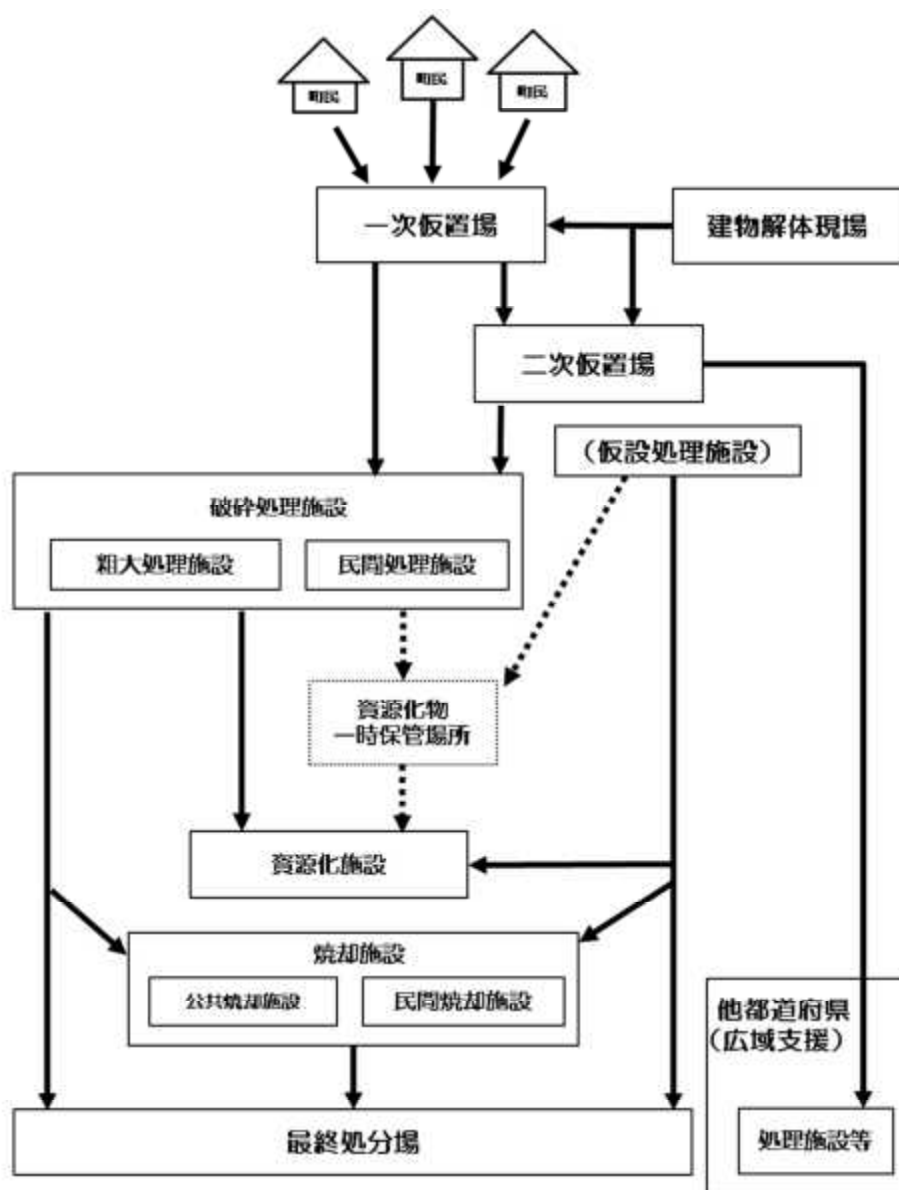 町民
町民
町民
一次仮置場
建物解体現場
二次仮置場
（仮設処理施設）
破砕処理施設
粗大処理施設
民間処理施設
資源化物
一時保管場所
資源化施設
焼却施設
公共焼却施設
民間焼却施設
他都道府県
（広域支援）
最終処分場
処理施設等